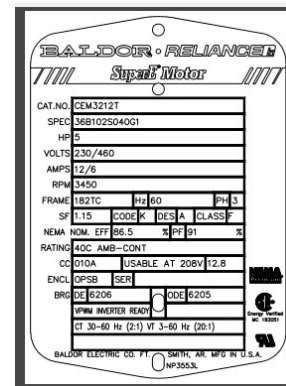 BALDOR • RELIANCE
Super-E Motor
CAT.NO. CEM3212T
SPEC 36B102S040G1
HP 5
VOLTS 230/460
AMPS 12/6
RPM 3450
FRAME 182TC Hz 60 PH 3
SF 1.15 CODE K DES A CLASS F
NEMA NOM. EFF 86.5 % PF 91 %
RATING 40C AMB-CONT
CC 010A USABLE AT 208V 12.8
ENCL OPSB SER
BRG DE 6206 ODE 6205
VPWM INVERTER READY
CT 30-60 Hz (2:1) VT 3-60 Hz (20:1)
NEMA
Energy Verified
BALDOR ELECTRIC CO. FT. SMITH, AR. MFG IN U.S.A.
NP3553L